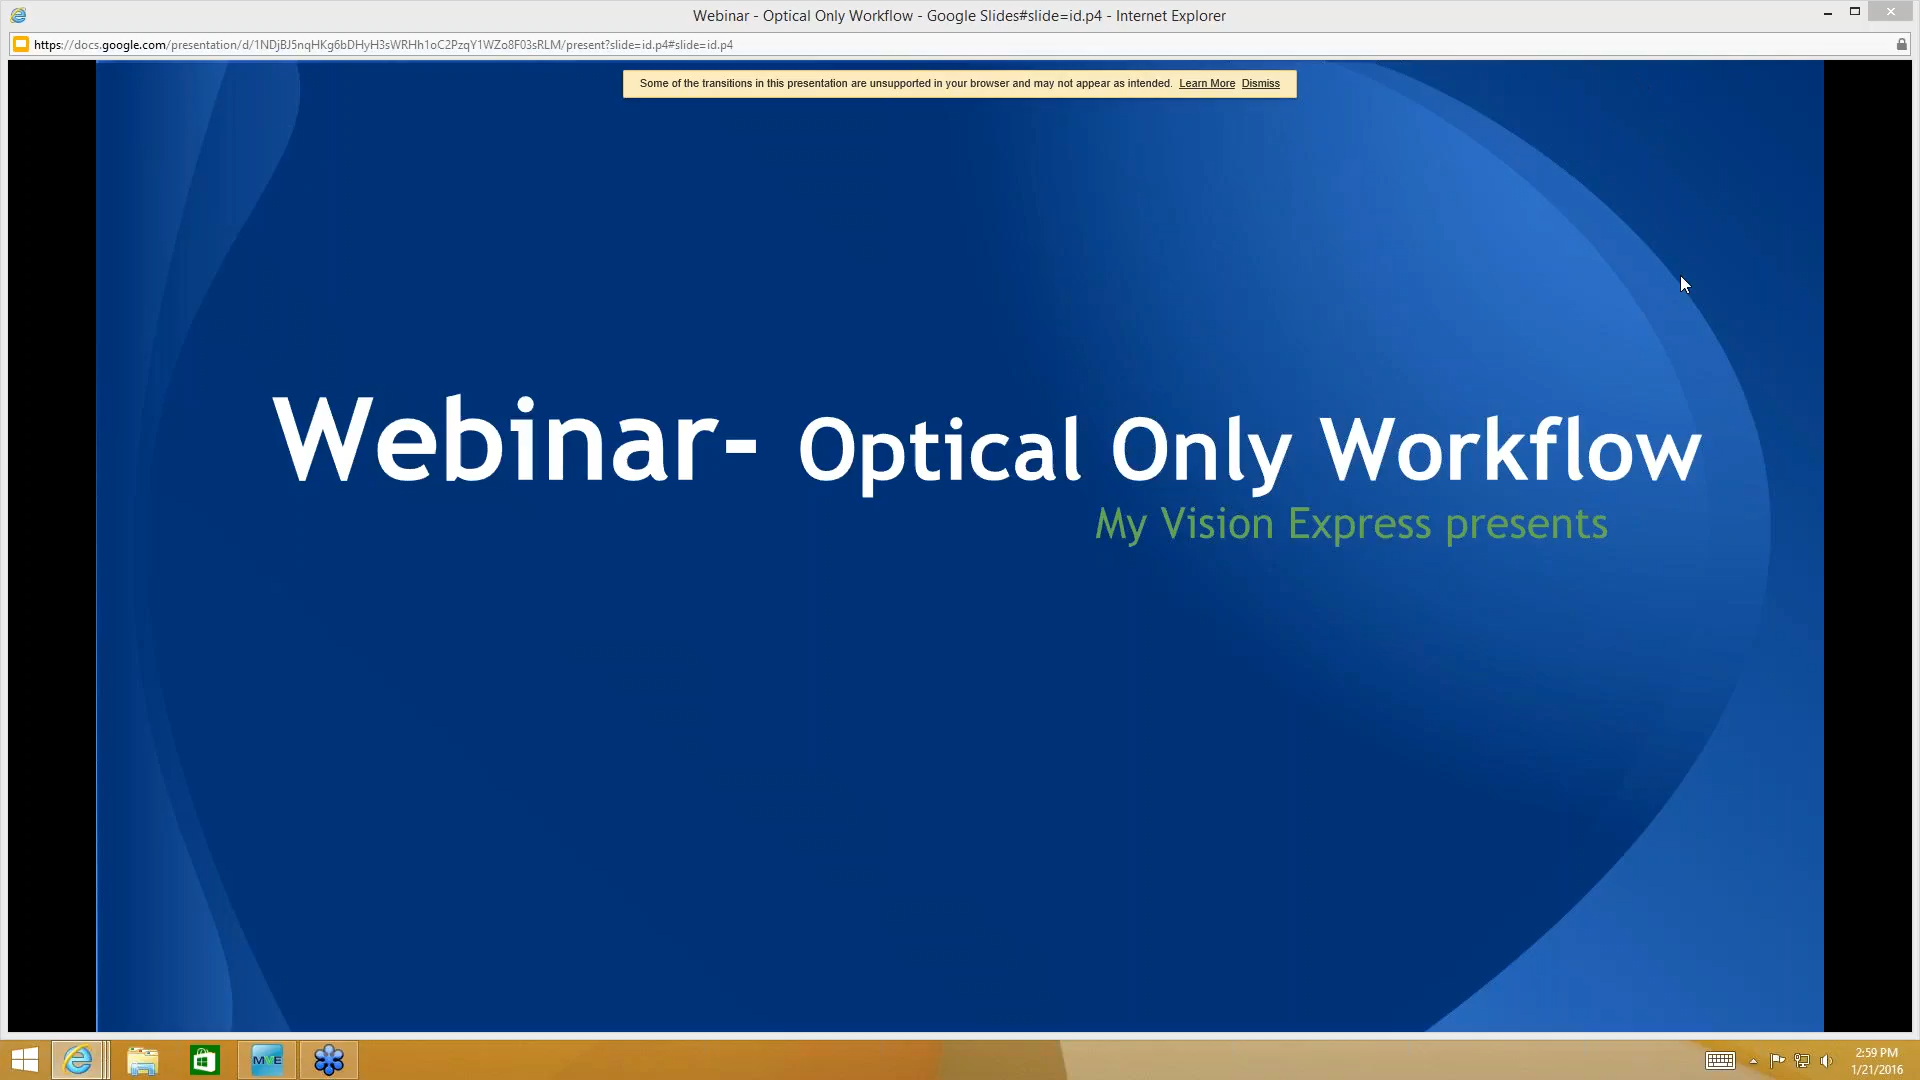 Webinar - Optical Only Workflow - Google Slides#slide=id.p4 - Internet Explorer
https://docs.google.com/presentation/d/1NDjBJ5nqHKg6bDHyH3sWRHh1oC2PzqY1WZo8F03sRLM/present?slide=id.p4#slide=id.p4
Some of the transitions in this presentation are unsupported in your browser and may not appear as intended. Learn More Dismiss
Webinar- Optical Only Workflow
My Vision Express presents
MVE
2:59 PM
1/21/2016